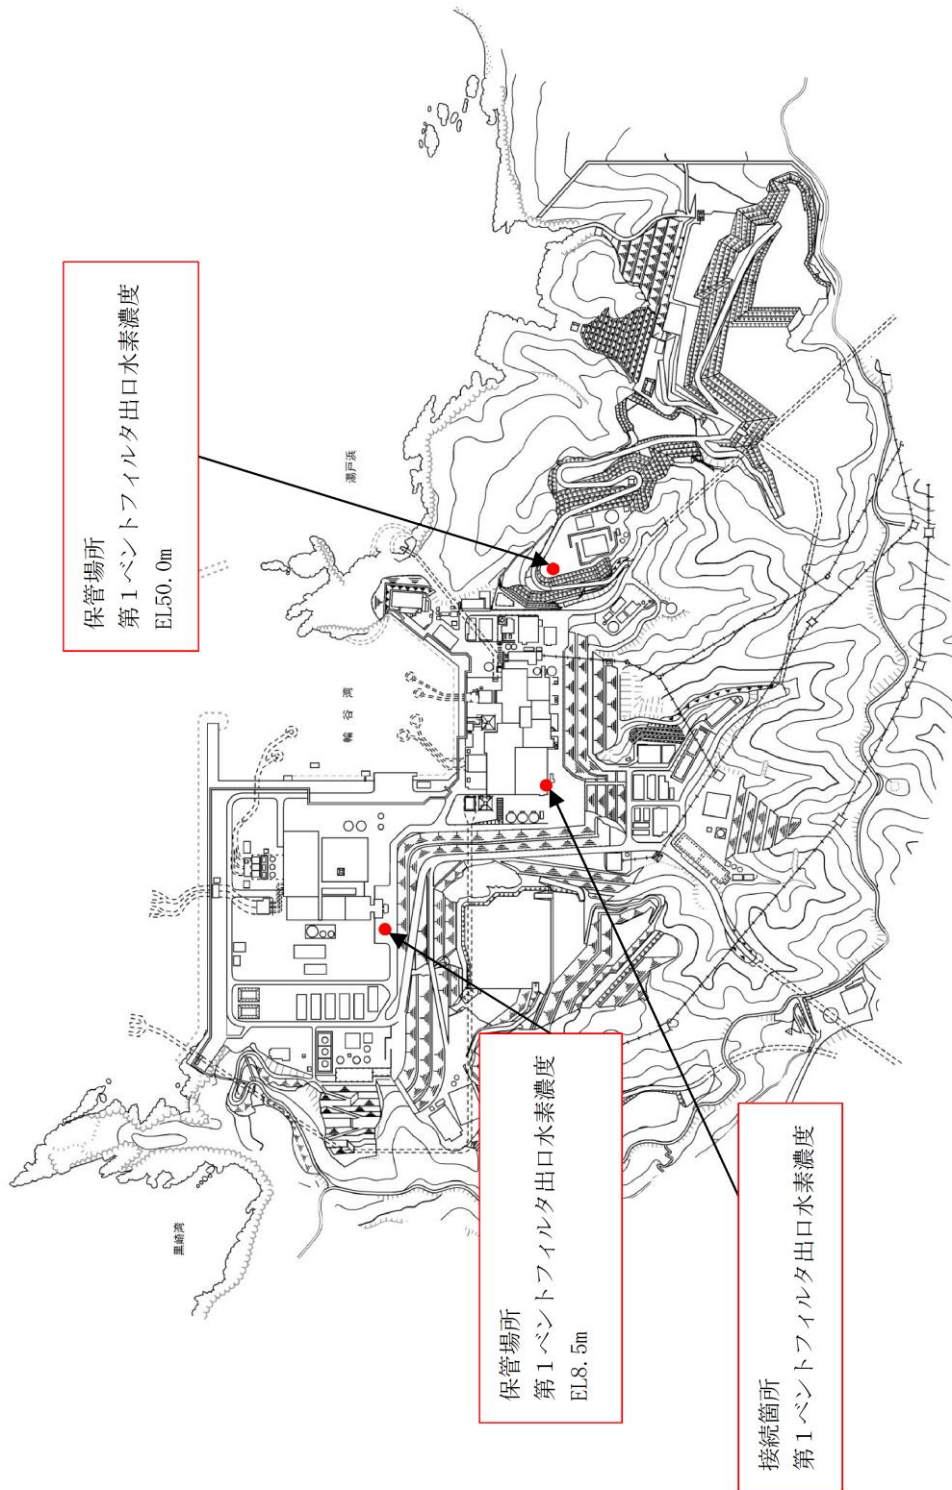 保管場所
第１ベントフィルタ出口水素濃度
EL50.0m
湯戸浜
輪谷湾
黒崎湾
保管場所
第１ベントフィルタ出口水素濃度
EL8.5m
接続箇所
第１ベントフィルタ出口水素濃度